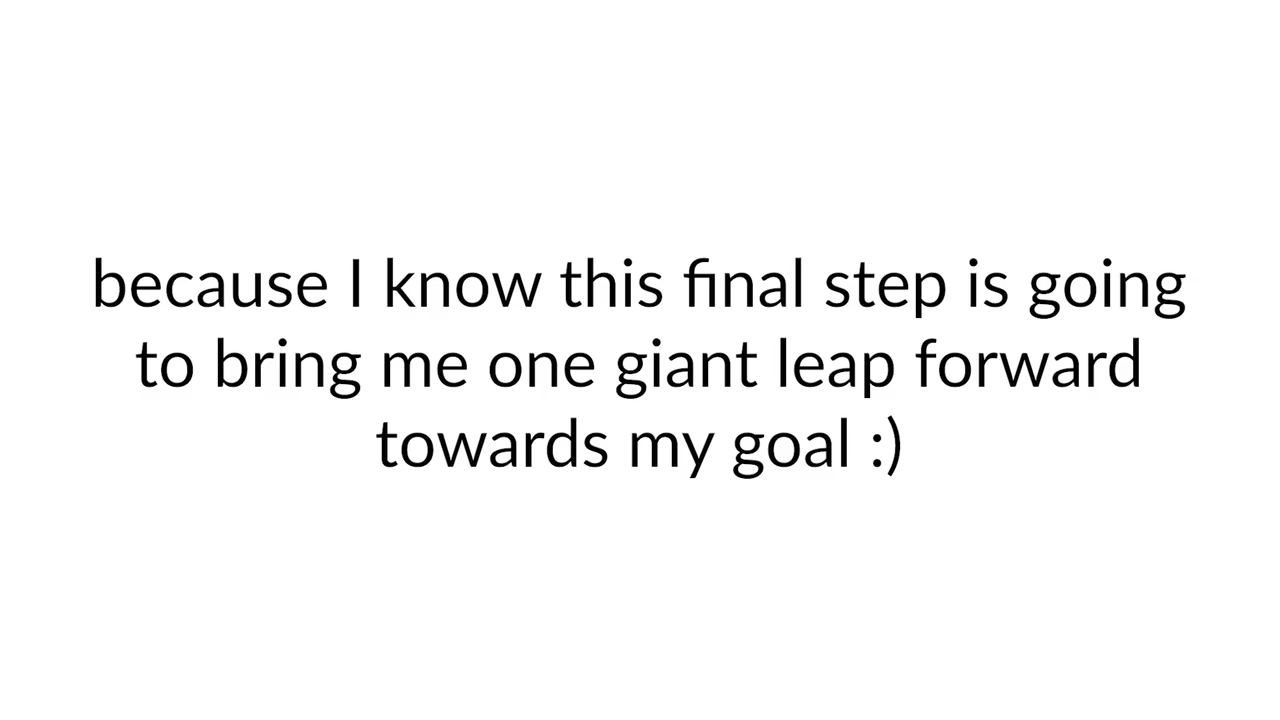 because I know this final step is going
to bring me one giant leap forward
towards my goal :)